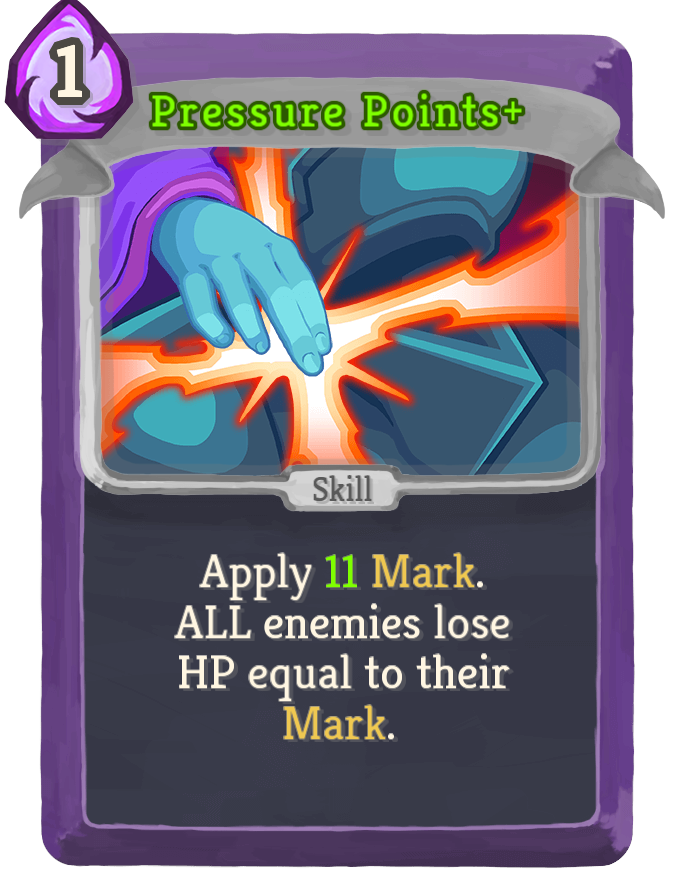 1
Pressure Points+
Skill
Apply 11 Mark.
ALL enemies lose
HP equal to their
Mark.